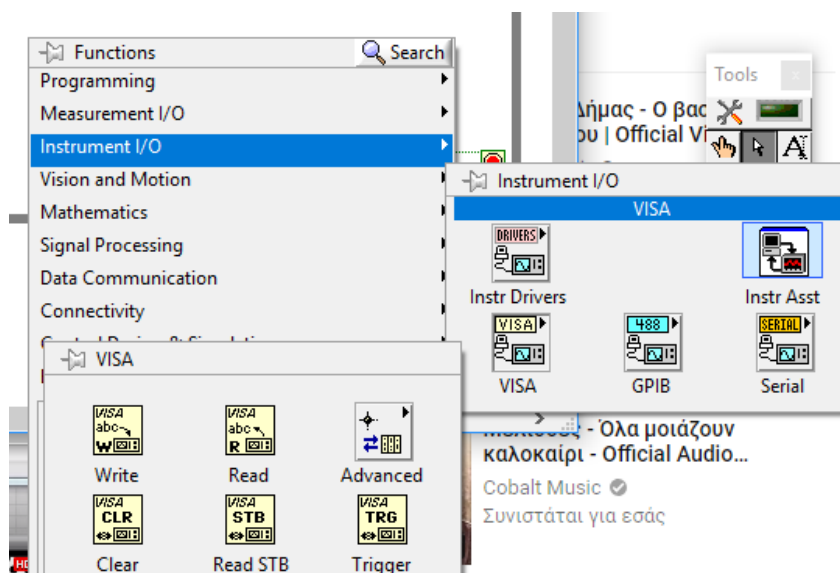 Functions
Search
Programming
Measurement I/O
Instrument I/O
Vision and Motion
Mathematics
Signal Processing
Data Communication
Connectivity
Tools
Δήμας - Ο βασ
ου | Official Vi
Instrument I/O
VISA
DRIVERS
Instr Drivers
Instr Asst
VISA
488
SERIAL
VISA
GPIB
Serial
VISA
VISA
abc
W
VISA
abc
R
Write
Read
Advanced
VISA
CLR
VISA
STB
VISA
TRG
Clear
Read STB
Trigger
- Όλα μοιάζουν
καλοκαίρι - Official Audio...
Cobalt Music
Συνιστάται για εσάς
HD